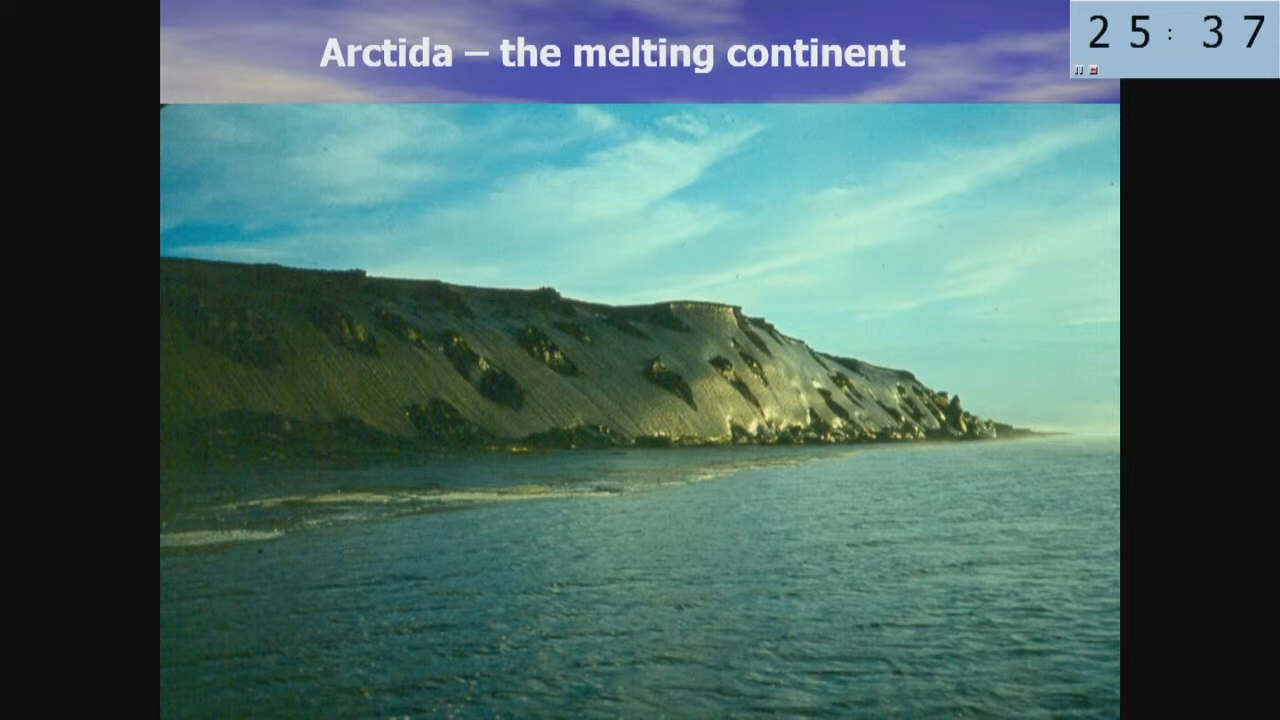 Arctida – the melting continent
25:37